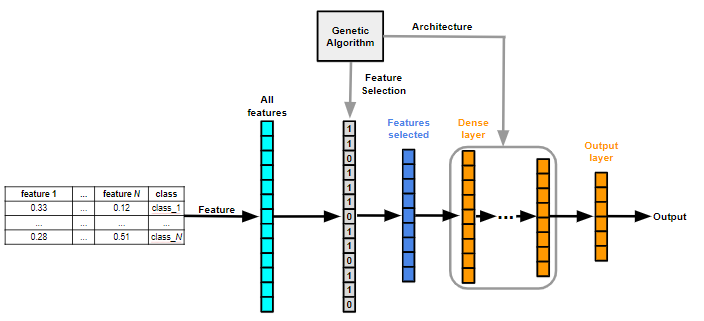 Genetic
Algorithm
Architecture
Feature
Selection
All
features
Features
selected
Dense
layer
Output
layer
feature 1 ... feature N class
0.33 ... 0.12 class_1
... ... ... ...
0.28 ... 0.51 class_N
Feature
1
1
0
1
1
1
0
1
1
0
1
1
0
...
Output